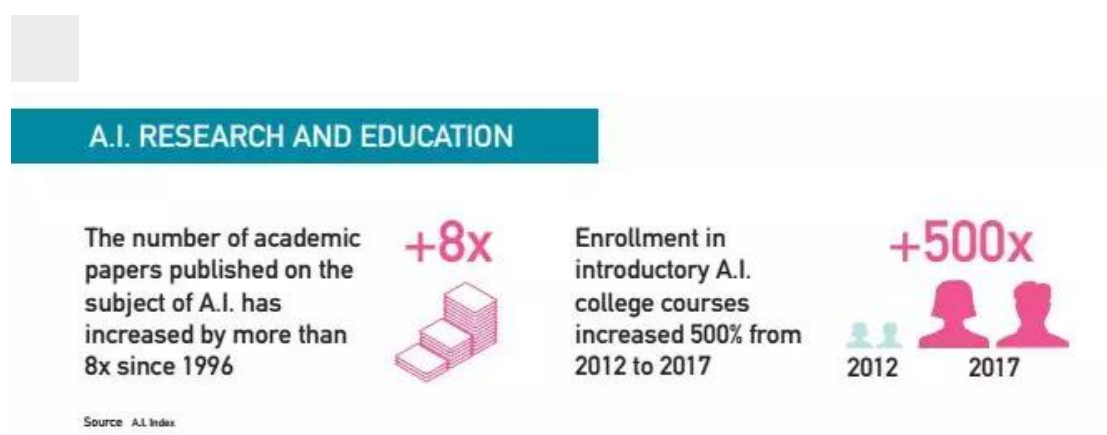 A.I. RESEARCH AND EDUCATION
The number of academic
papers published on the
subject of A.I. has
increased by more than
8x since 1996
+8x
Enrollment in
introductory A.I.
college courses
increased 500% from
2012 to 2017
+500x
2012 2017
Source A.I. Index